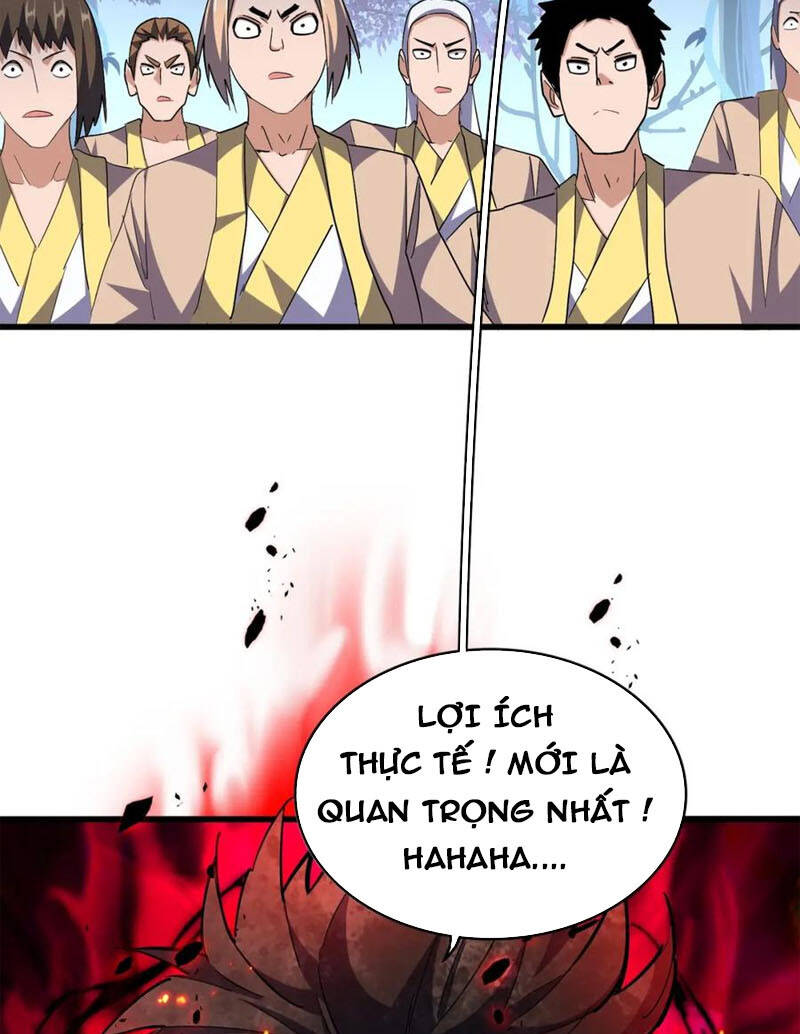 LỢI ÍCH
THỰC TẾ ! MỚI LÀ
QUAN TRỌNG NHẤT !
HAHAHA....